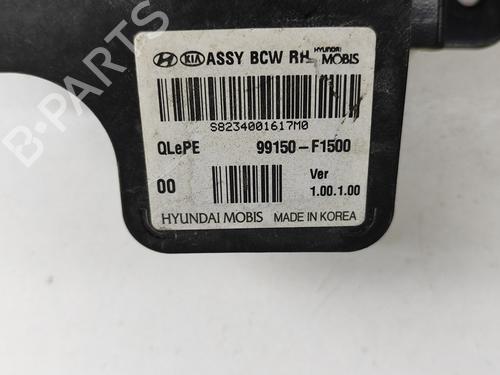 KIA ASSY BCW RH HYUNDAI MOBIS
S8234001617M0
QLePE 99150-F1500
00 Ver
1.00.1.00
HYUNDAI MOBIS MADE IN KOREA
B-PARTS